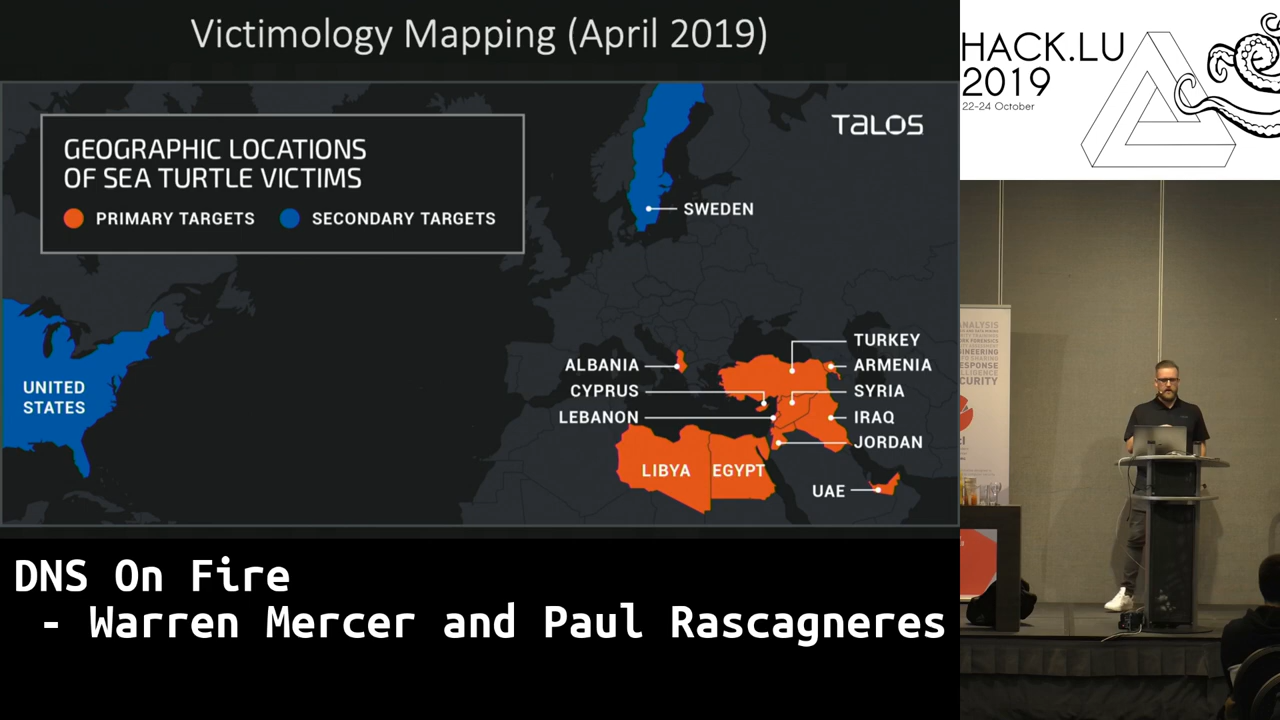 Victimology Mapping (April 2019)
GEOGRAPHIC LOCATIONS
OF SEA TURTLE VICTIMS
PRIMARY TARGETS
SECONDARY TARGETS
TALOS
SWEDEN
UNITED
STATES
ALBANIA
CYPRUS
LEBANON
TURKEY
ARMENIA
SYRIA
IRAQ
JORDAN
LIBYA
EGYPT
UAE
DNS On Fire
- Warren Mercer and Paul Rascagneres
HACK.LU
2019
22-24 October